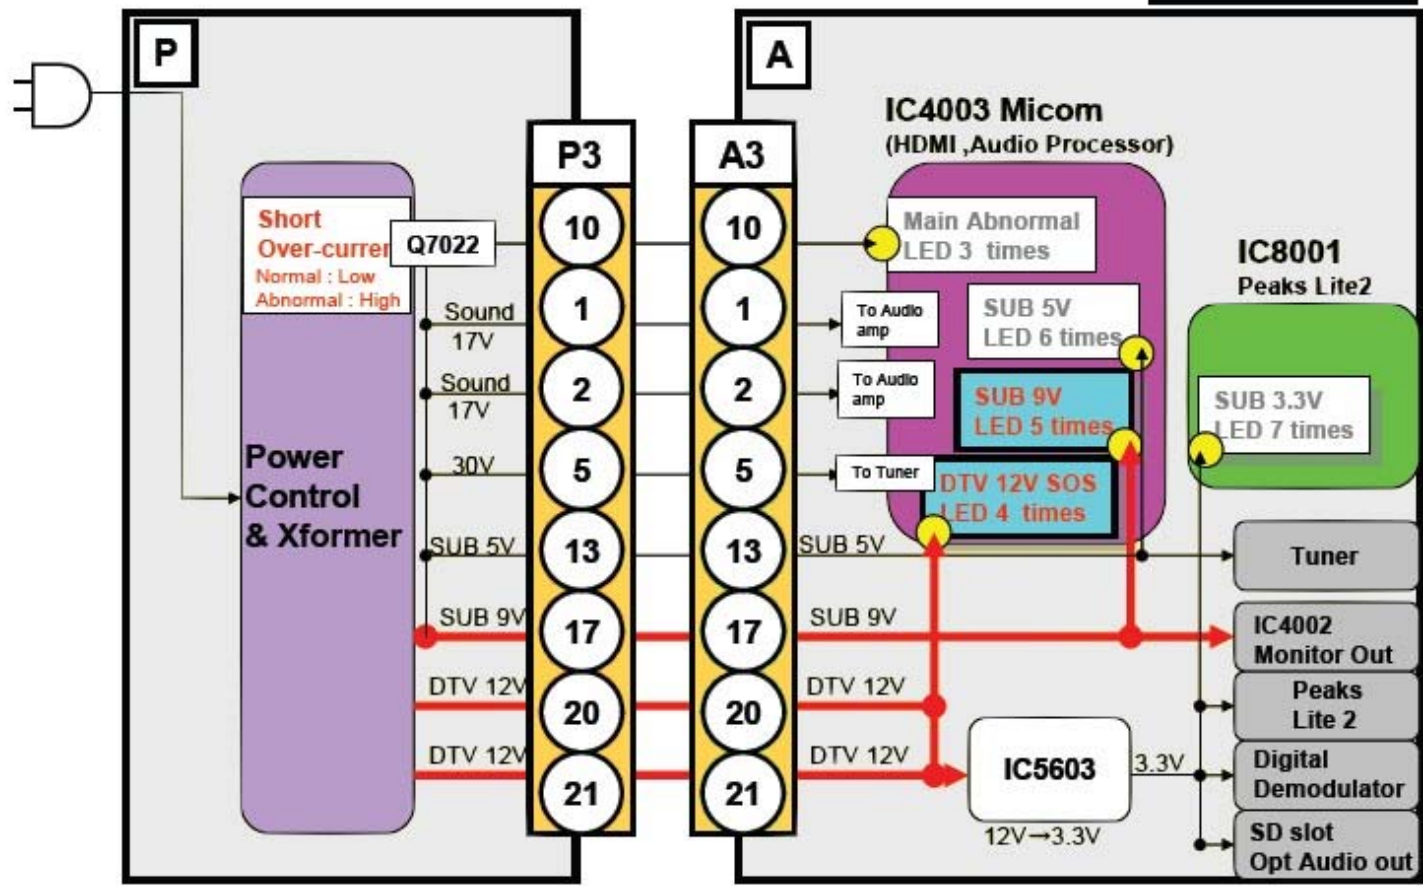 P
A
IC4003 Micom
(HDMI ,Audio Processor)
P3
A3
Short
Over-curren
Normal : Low
Abnormal : High
Q7022
10
10
Main Abnormal
LED 3 times
IC8001
Peaks Lite2
Sound
17V
1
1
To Audio
amp
SUB 5V
LED 6 times
Sound
17V
2
2
To Audio
amp
SUB 9V
LED 5 times
SUB 3.3V
LED 7 times
Power
Control
& Xformer
30V
5
5
To Tuner
DTV 12V SOS
LED 4 times
SUB 5V
13
13
SUB 5V
Tuner
SUB 9V
17
17
SUB 9V
IC4002
Monitor Out
DTV 12V
20
20
DTV 12V
Peaks
Lite 2
DTV 12V
21
21
DTV 12V
IC5603
3.3V
12V→3.3V
Digital
Demodulator
SD slot
Opt Audio out